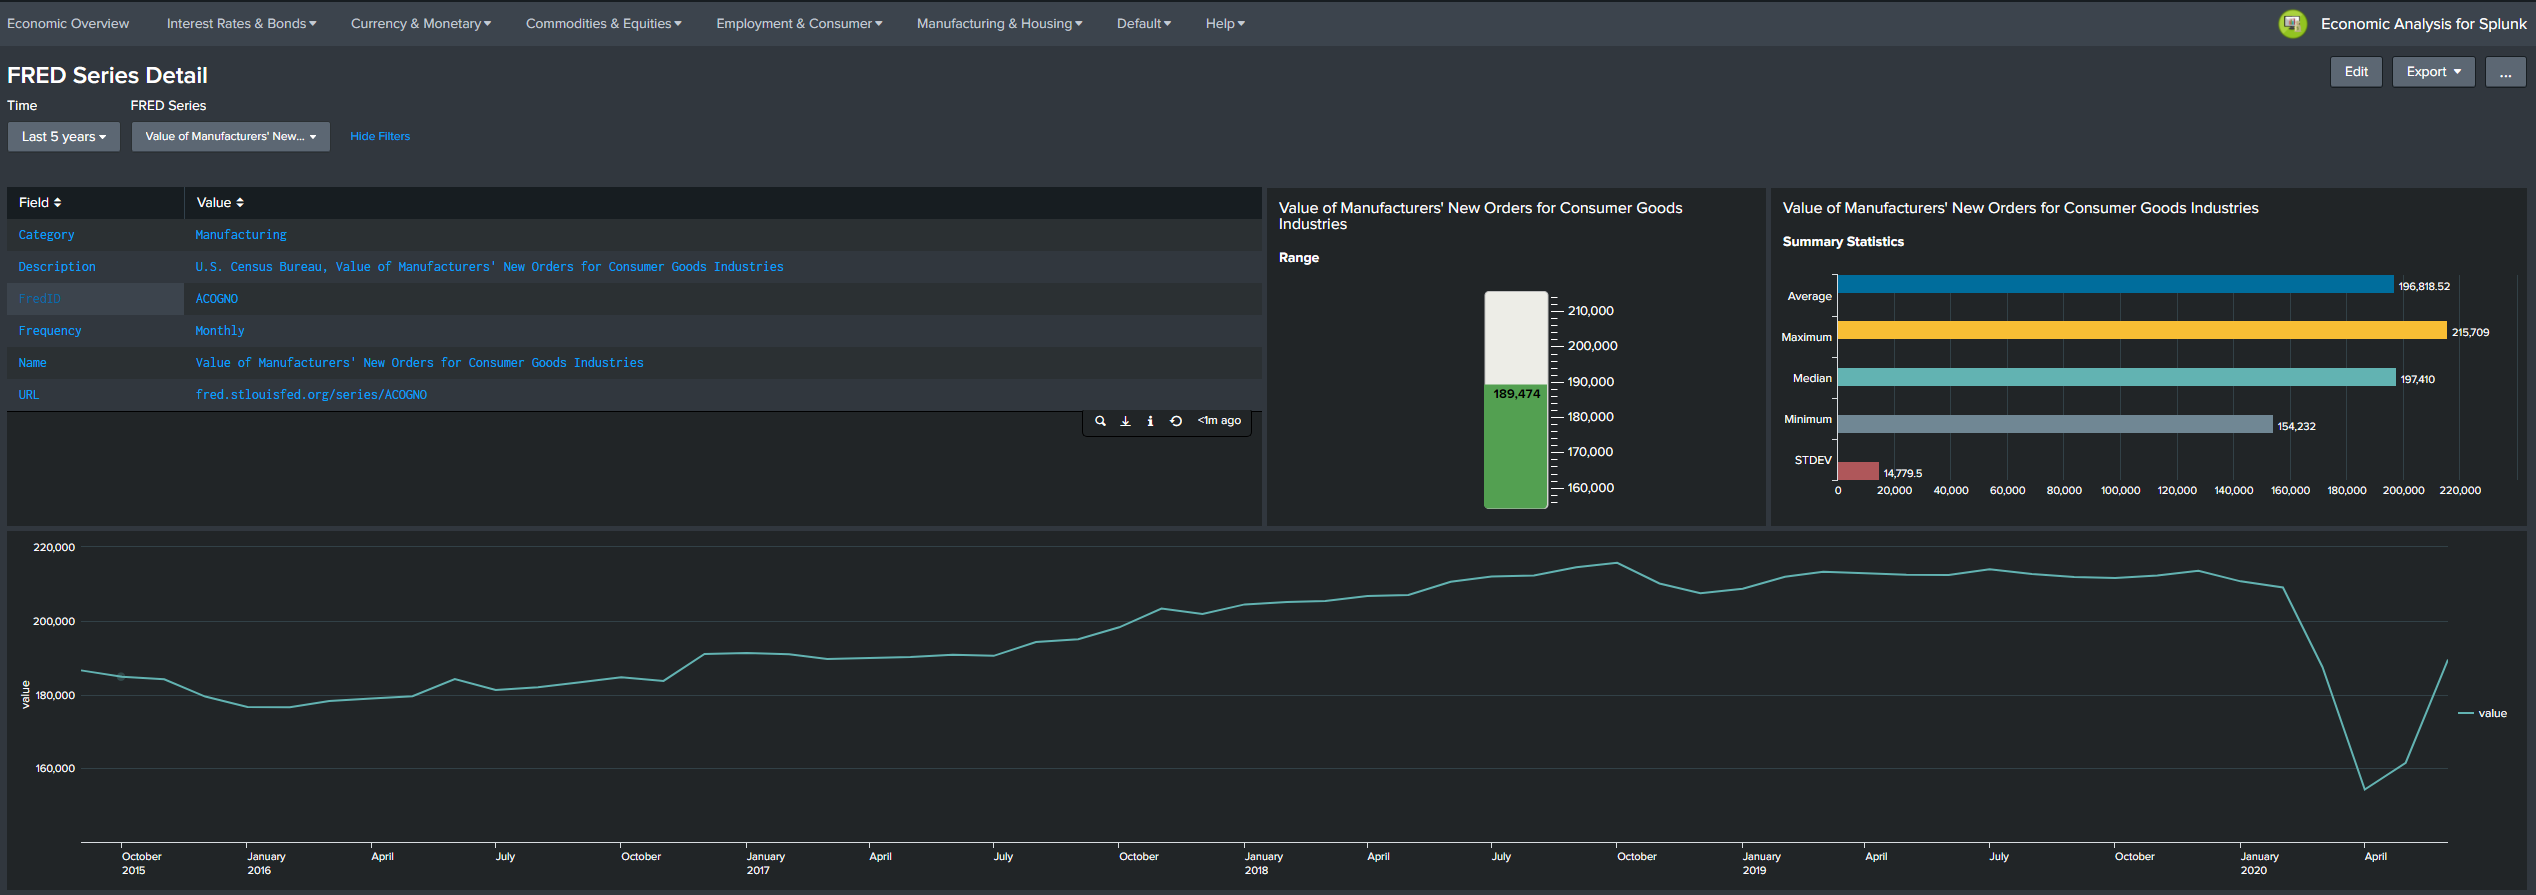 Economic Overview Interest Rates & Bonds Currency & Monetary Commodities & Equities Employment & Consumer Manufacturing & Housing Default Help Economic Analysis for Splunk
FRED Series Detail
Edit Export ...
Time FRED Series
Last 5 years Value of Manufacturers' New... Hide Filters
Field Value
Category Manufacturing
Description U.S. Census Bureau, Value of Manufacturers' New Orders for Consumer Goods Industries
FredID ACOGNO
Frequency Monthly
Name Value of Manufacturers' New Orders for Consumer Goods Industries
URL fred.stlouisfed.org/series/ACOGNO
<1m ago
Value of Manufacturers' New Orders for Consumer Goods
Industries
Range
210,000
200,000
190,000
189,474
180,000
170,000
160,000
Value of Manufacturers' New Orders for Consumer Goods Industries
Summary Statistics
Average 196,818.52
Maximum 215,709
Median 197,410
Minimum 154,232
STDEV 14,779.5
0 20,000 40,000 60,000 80,000 100,000 120,000 140,000 160,000 180,000 200,000 220,000
220,000
200,000
180,000
160,000
value
value
October January April July October January April July October January April July October January April July October January April
2015 2016 2017 2018 2019 2020